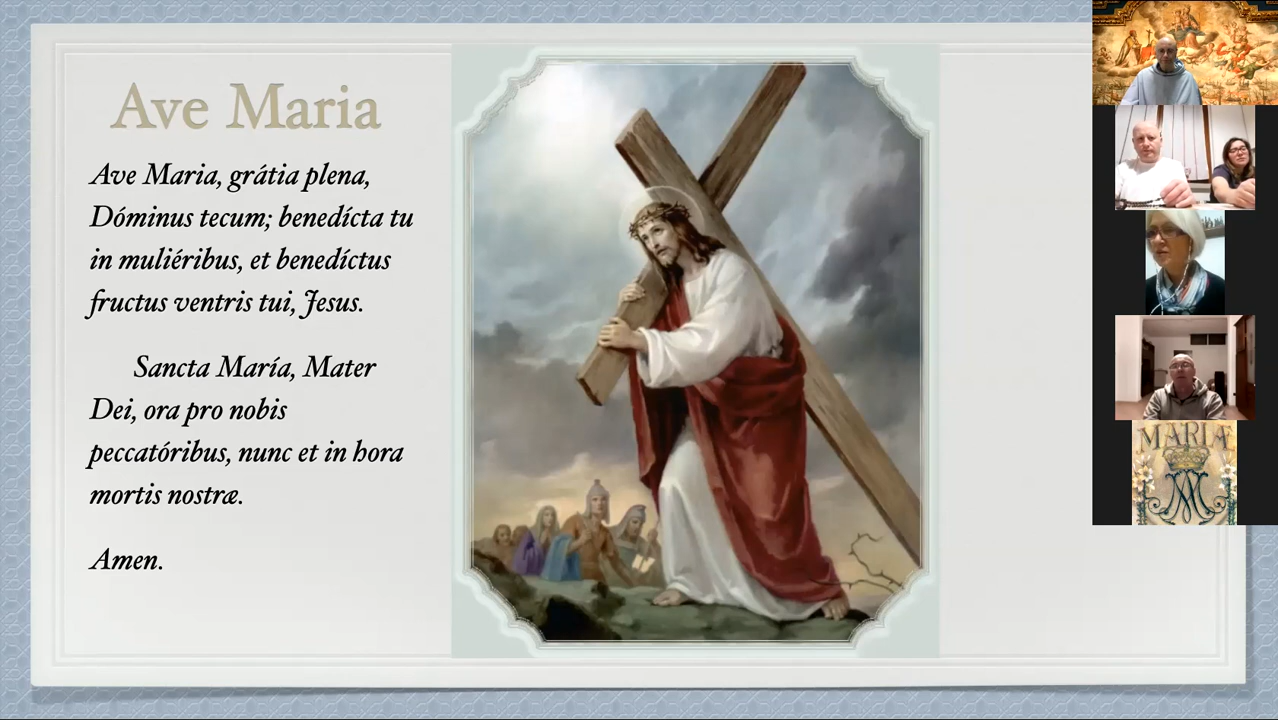 Ave Maria
Ave Maria, grátia plena,
Dóminus tecum; benedícta tu
in muliéribus, et benedíctus
fructus ventris tui, Jesus.
Sancta María, Mater
Dei, ora pro nobis
peccatóribus, nunc et in hora
mortis nostræ.
Amen.
MARIA